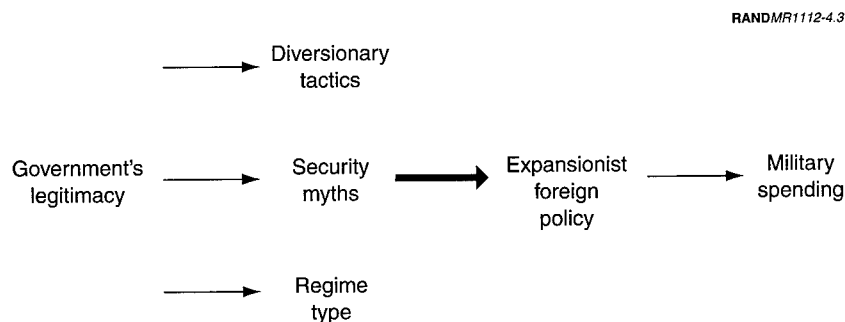 RANDMR1112-4.3
Diversionary
tactics
Government's
legitimacy
Security
myths
Expansionist
foreign
policy
Military
spending
Regime
type